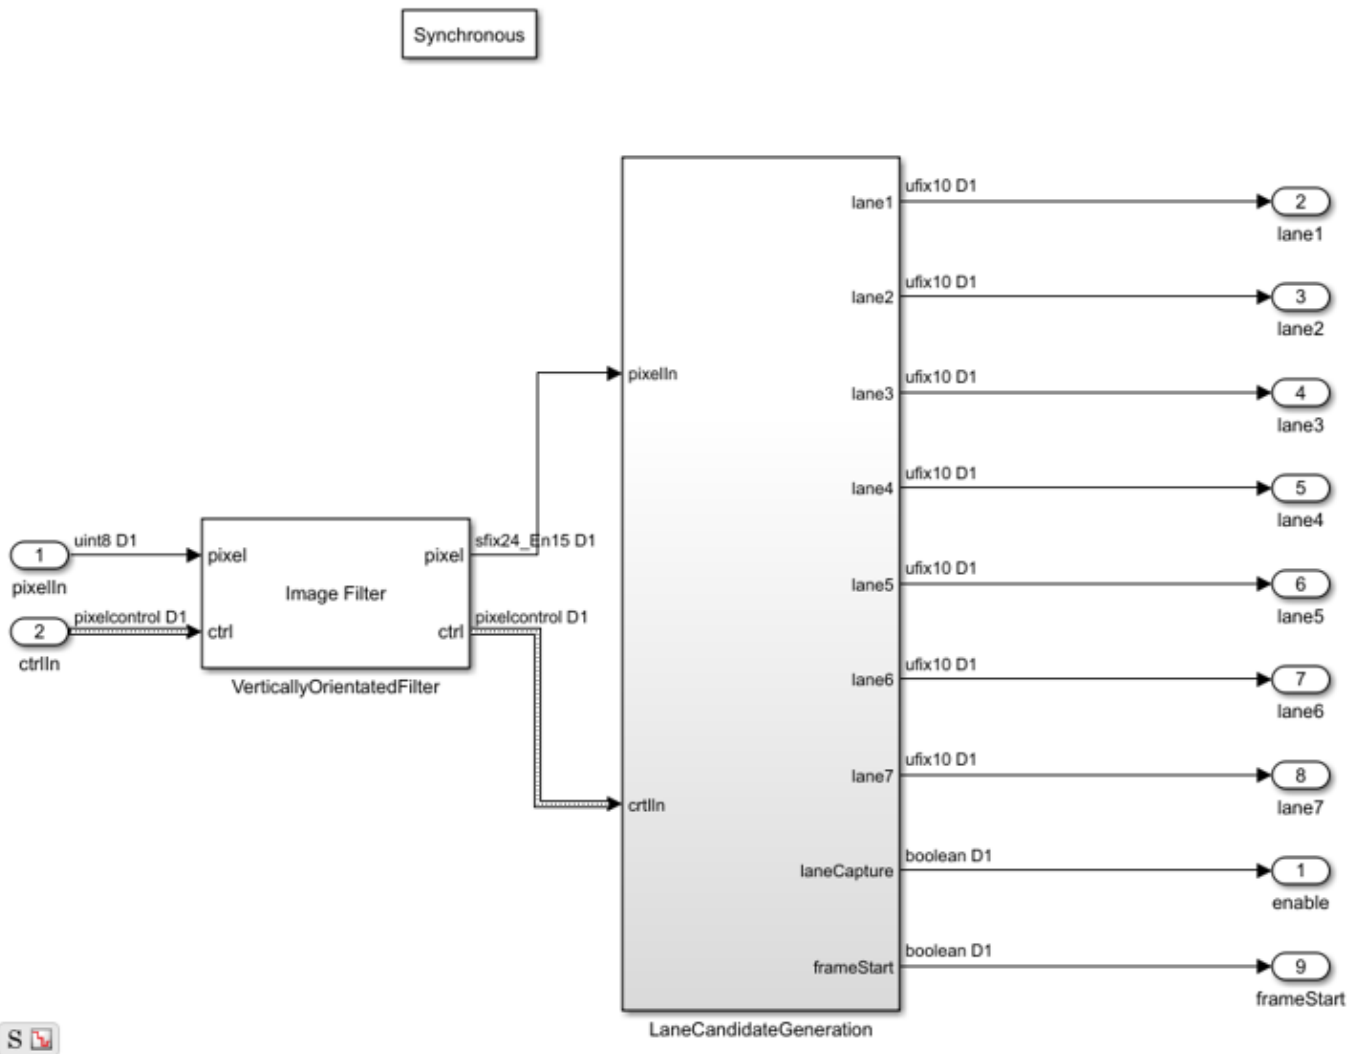 Synchronous
1
pixelIn
uint8 D1
2
ctrlIn
pixelcontrol D1
pixel
ctrl
Image Filter
pixel
ctrl
VerticallyOrientatedFilter
sfix24_En15 D1
pixelcontrol D1
pixelIn
crtlIn
lane1
lane2
lane3
lane4
lane5
lane6
lane7
laneCapture
frameStart
LaneCandidateGeneration
ufix10 D1
2
lane1
ufix10 D1
3
lane2
ufix10 D1
4
lane3
ufix10 D1
5
lane4
ufix10 D1
6
lane5
ufix10 D1
7
lane6
ufix10 D1
8
lane7
boolean D1
1
enable
boolean D1
9
frameStart
S